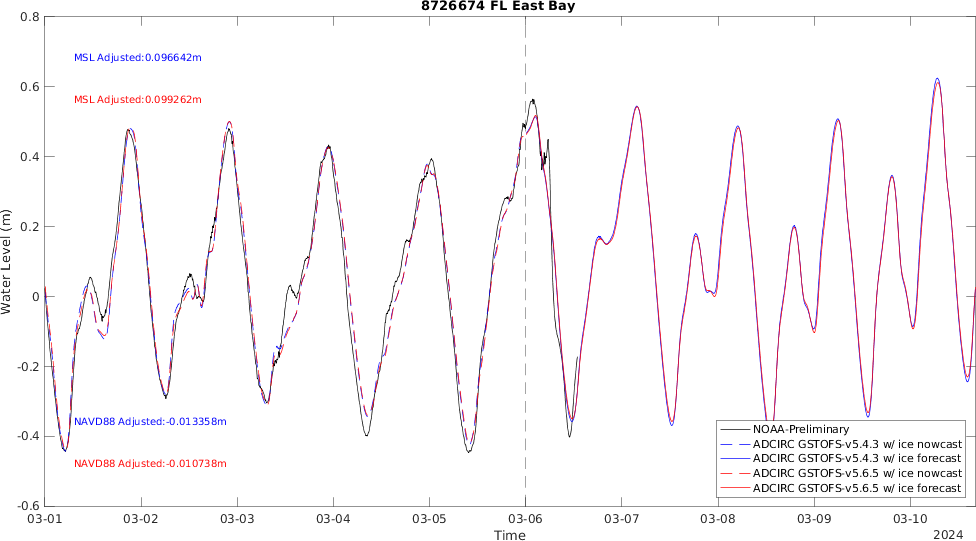 8726674 FL East Bay
0.8
0.6
0.4
0.2
0
-0.2
-0.4
-0.6
Water Level (m)
MSL Adjusted:0.096642m
MSL Adjusted:0.099262m
NAVD88 Adjusted:-0.013358m
NAVD88 Adjusted:-0.010738m
NOAA-Preliminary
ADCIRC GSTOFS-v5.4.3 w/ ice nowcast
ADCIRC GSTOFS-v5.4.3 w/ ice forecast
ADCIRC GSTOFS-v5.6.5 w/ ice nowcast
ADCIRC GSTOFS-v5.6.5 w/ ice forecast
03-01 03-02 03-03 03-04 03-05 03-06 03-07 03-08 03-09 03-10
Time
2024